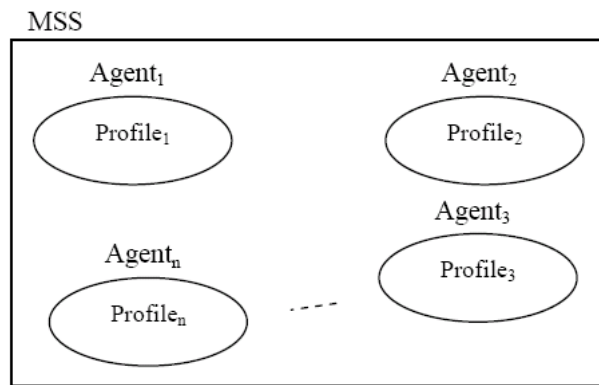 MSS
Agent₁
Agent₂
Profile₁
Profile₂
Agent₃
Agentₙ
Profile₃
Profileₙ